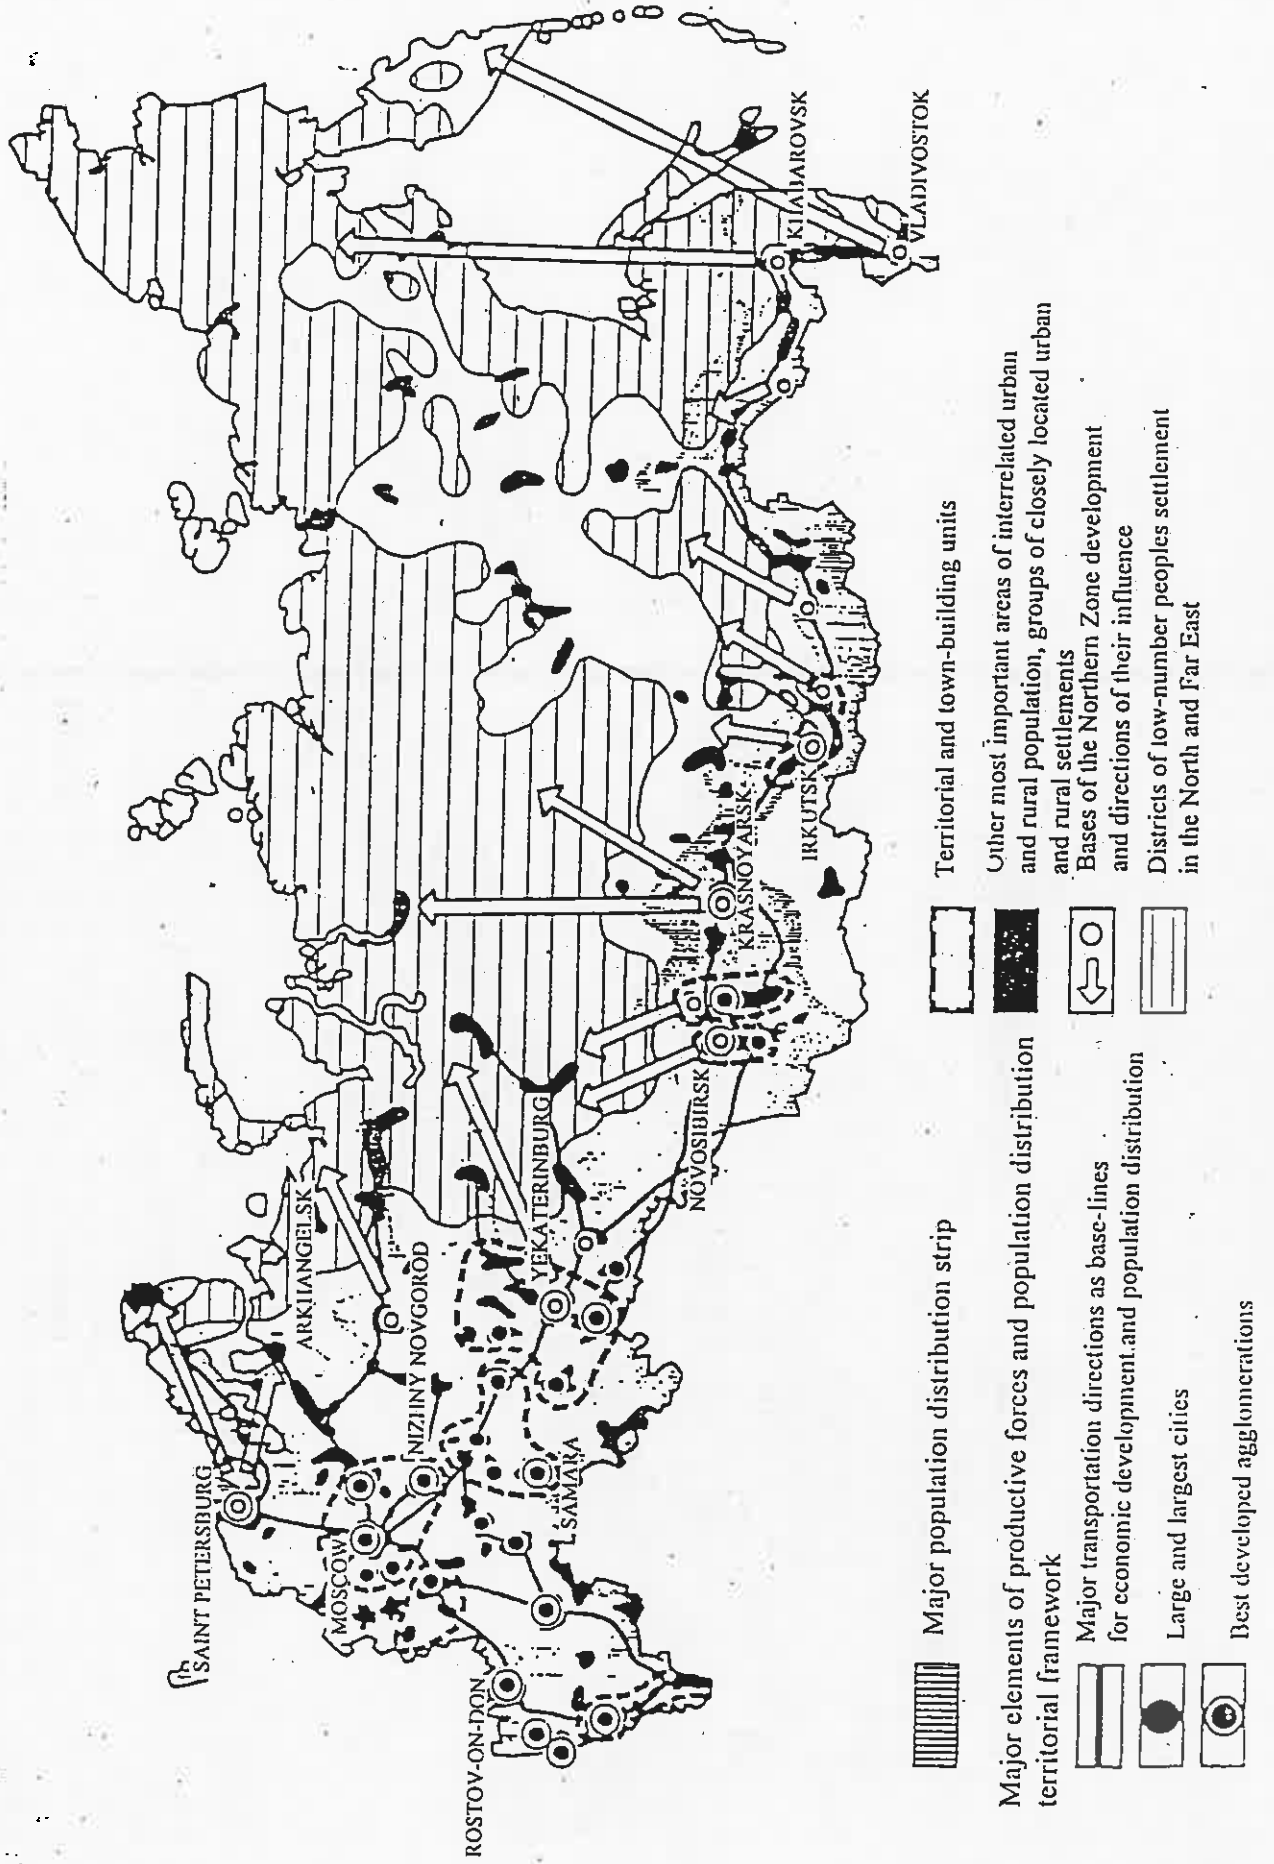 SAINT PETERSBURG
ARKHANGELSK
MOSCOW
NIZHNY NOVGOROD
ROSTOV-ON-DON
SAMARA
YEKATERINBURG
NOVOSIBIRSK
KRASNOYARSK
IRKUTSK
KHABAROVSK
VLADIVOSTOK
Major population distribution strip
Major elements of productive forces and population distribution
territorial framework
Major transportation directions as base-lines
for economic development and population distribution
Large and largest cities
Best developed agglomerations
Territorial and town-building units
Other most important areas of interrelated urban
and rural population, groups of closely located urban
and rural settlements
Bases of the Northern Zone development
and directions of their influence
Districts of low-number peoples settlement
in the North and Far East